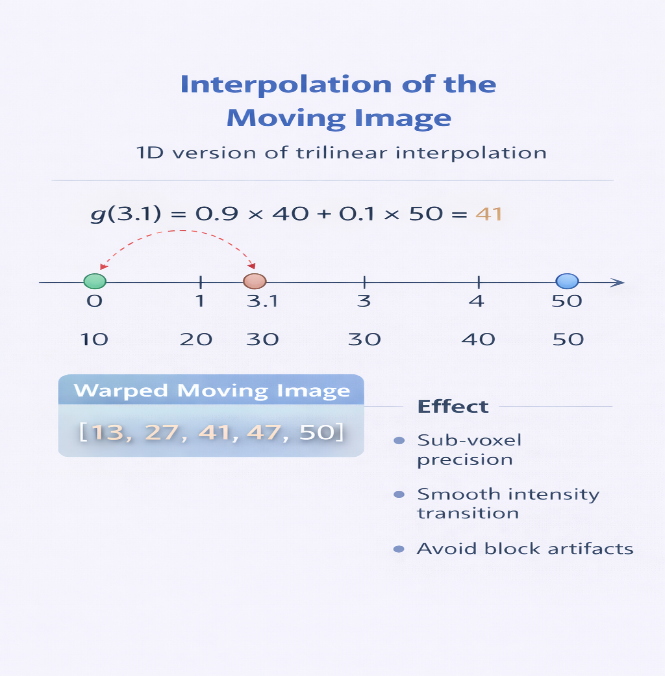 Interpolation of the
Moving Image
1D version of trilinear interpolation
g(3.1) = 0.9 × 40 + 0.1 × 50 = 41
0 1 3.1 3 4 50
10 20 30 30 40 50
Warped Moving Image
[13, 27, 41, 47, 50]
Effect
Sub-voxel
precision
Smooth intensity
transition
Avoid block artifacts